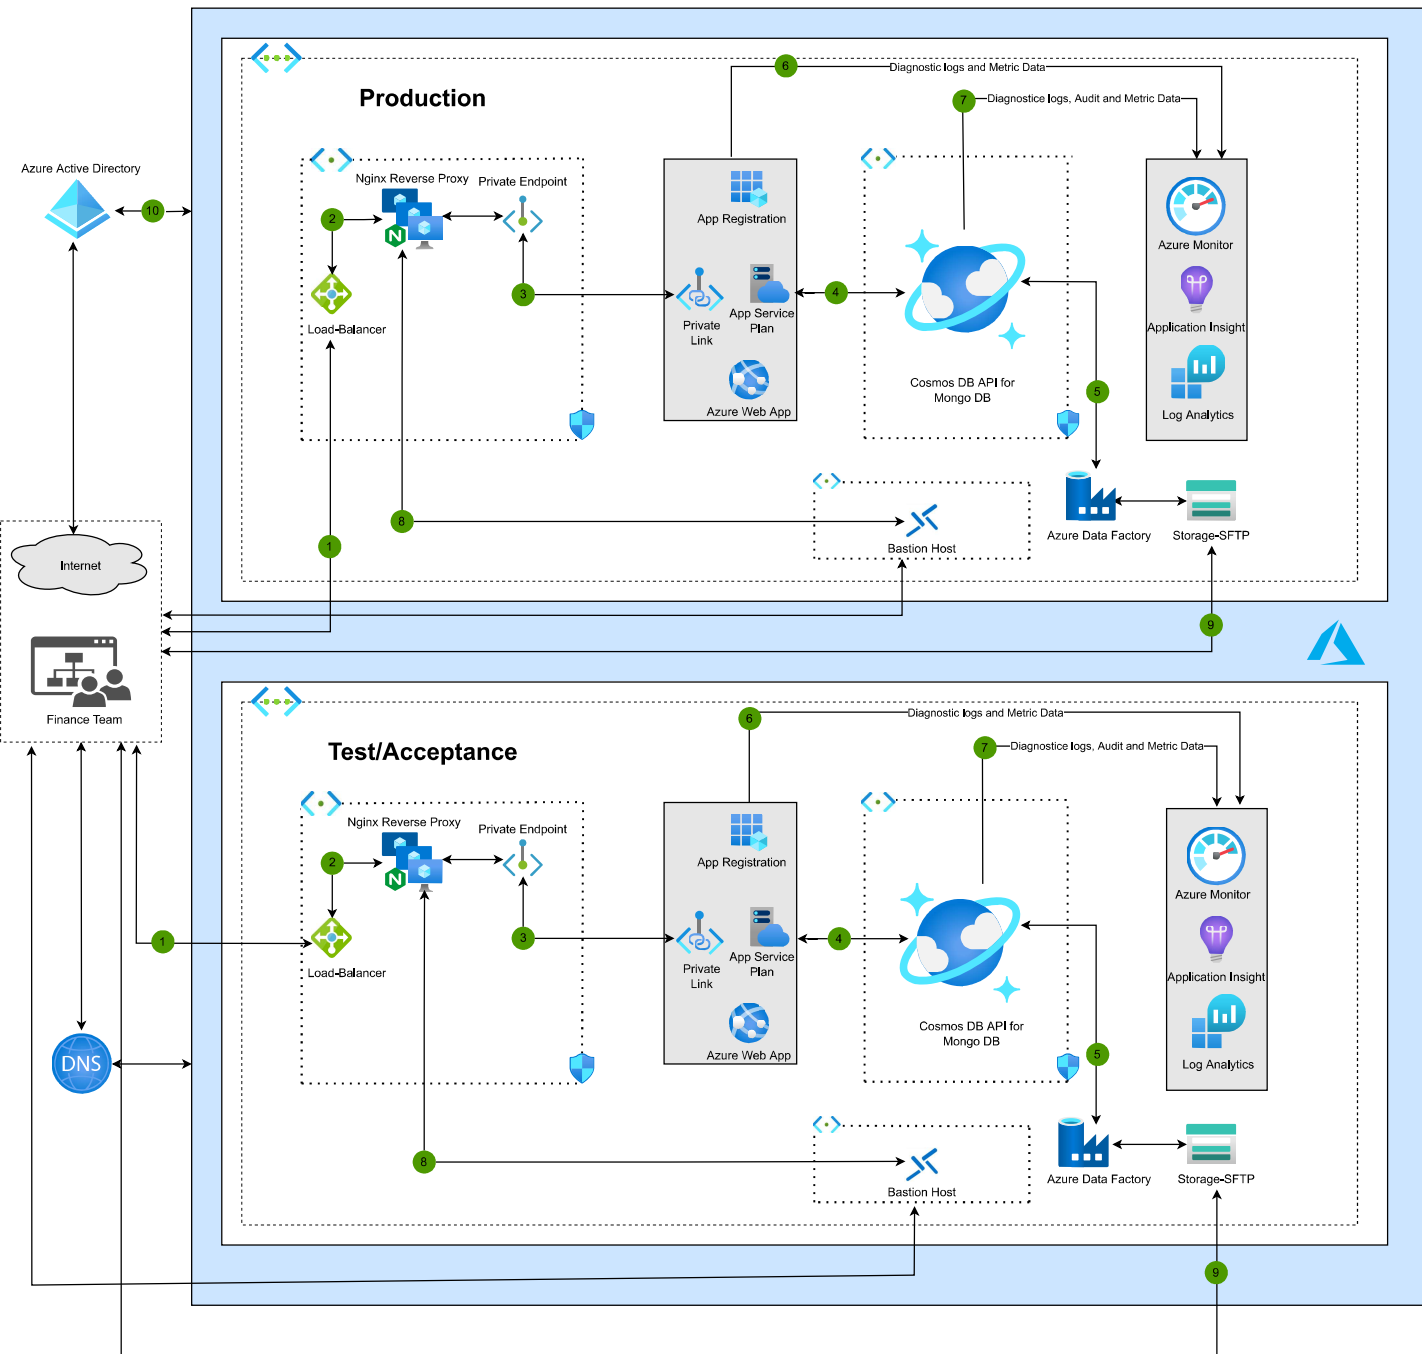 6
Diagnostic logs and Metric Data
Production
7
Diagnostice logs, Audit and Metric Data
Azure Active Directory
10
Nginx Reverse Proxy
Private Endpoint
2
App Registration
Azure Monitor
3
4
Load-Balancer
Private
Link
App Service
Plan
Application Insight
Cosmos DB API for
Mongo DB
5
Azure Web App
Log Analytics
8
Bastion Host
Azure Data Factory
Storage-SFTP
1
Internet
9
Finance Team
6
Diagnostic logs and Metric Data
Test/Acceptance
7
Diagnostice logs, Audit and Metric Data
Nginx Reverse Proxy
Private Endpoint
2
App Registration
Azure Monitor
1
3
4
Load-Balancer
Private
Link
App Service
Plan
Application Insight
Cosmos DB API for
Mongo DB
5
Azure Web App
Log Analytics
DNS
8
Bastion Host
Azure Data Factory
Storage-SFTP
9